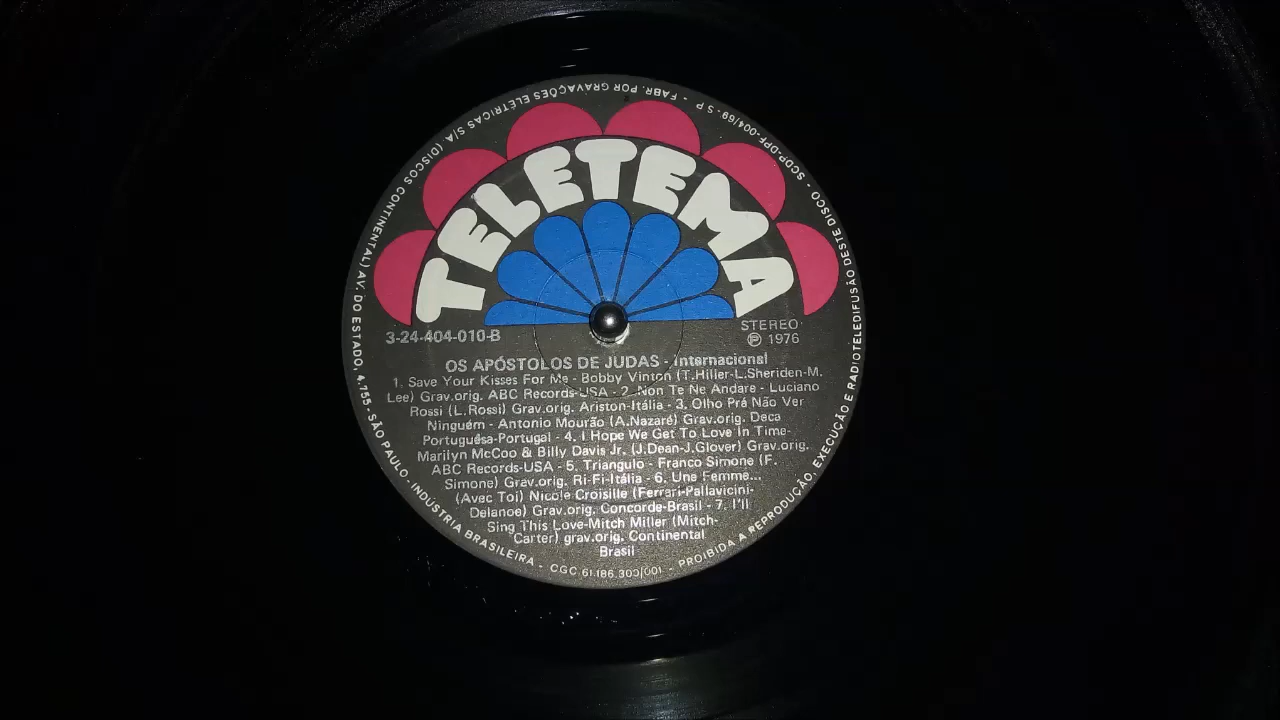 TELETEMA
3-24-404-010-B
STEREO
Ⓟ 1976
OS APÓSTOLOS DE JUDAS - Internacional
1. Save Your Kisses For Me - Bobby Vinton (T.Hiller-L.Sheriden-M.
Lee) Grav.orig. ABC Records-USA - 2. Non Te Ne Andare - Luciano
Rossi (L.Rossi) Grav.orig. Ariston-Itália - 3. Olho Prá Não Ver
Ninguém - Antonio Mourão (A.Nazaré) Grav.orig. Deca
Portuguêsa-Portugal - 4. I Hope We Get To Love In Time-
Marilyn McCoo & Billy Davis Jr. (J.Dean-J.Glover) Grav.orig.
ABC Records-USA - 5. Triangulo - Franco Simone (F.
Simone) Grav.orig. Ri-Fi-Itália - 6. Une Femme...
(Avec Toi) Nicole Croisille (Ferrari-Pallavicini-
Delanoe) Grav.orig. Concorde-Brasil - 7. I'll
Sing This Love-Mitch Miller (Mitch-
Carter) grav.orig. Continental
Brasil
FABR. POR GRAVAÇÕES ELÉTRICAS S/A. (DISCOS CONTINENTAL) AV. DO ESTADO, 4.755 - SÃO PAULO - INDÚSTRIA BRASILEIRA - CGC 61.186.300/001 - PROIBIDA A REPRODUÇÃO, EXECUÇÃO E RADIOTELEDIFUSÃO DESTE DISCO - SCDP-DPF-004/69-SP -